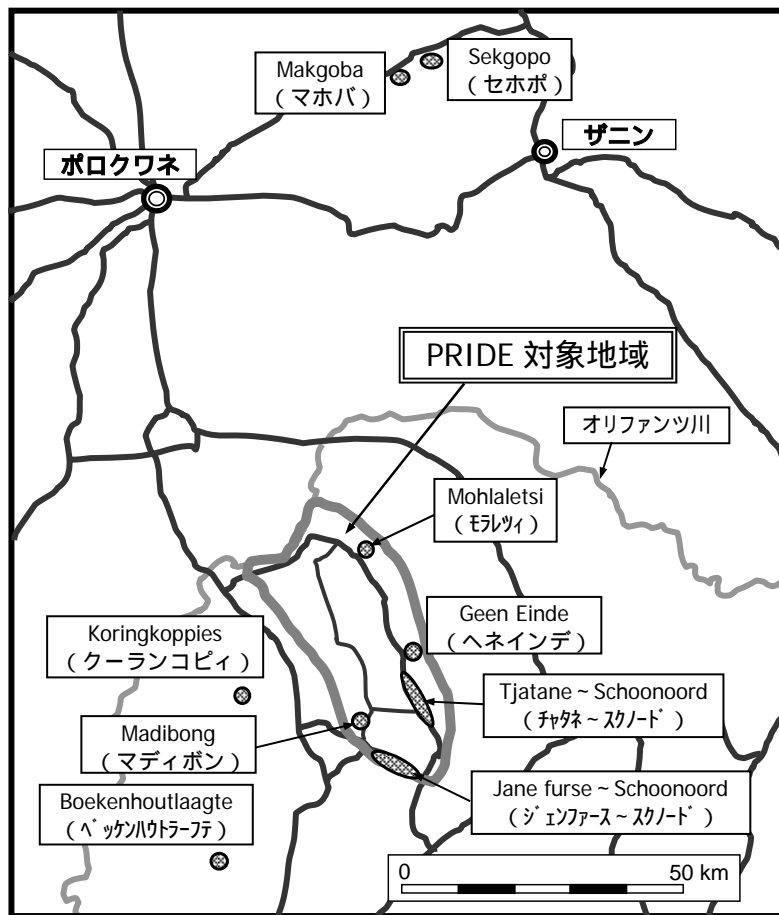 Makgoba
（マホバ）
Sekgopo
（セホポ）
ザニン
ポロクワネ
PRIDE 対象地域
オリファンツ川
Mohlaletsi
（ﾓﾗﾚﾂｨ）
Geen Einde
（ヘネインデ）
Koringkoppies
（クーランコピィ）
Tjatane ~ Schoonoord
（ﾁｬﾀﾈ～ｽｸﾉｰﾄﾞ）
Madibong
（マディボン）
Jane furse ~ Schoonoord
（ｼﾞｪﾝﾌｧｰｽ～ｽｸﾉｰﾄﾞ）
Boekenhoutlaagte
（ﾍﾞｯｹﾝﾊｳﾄﾗｰﾌﾃ）
0 50 km